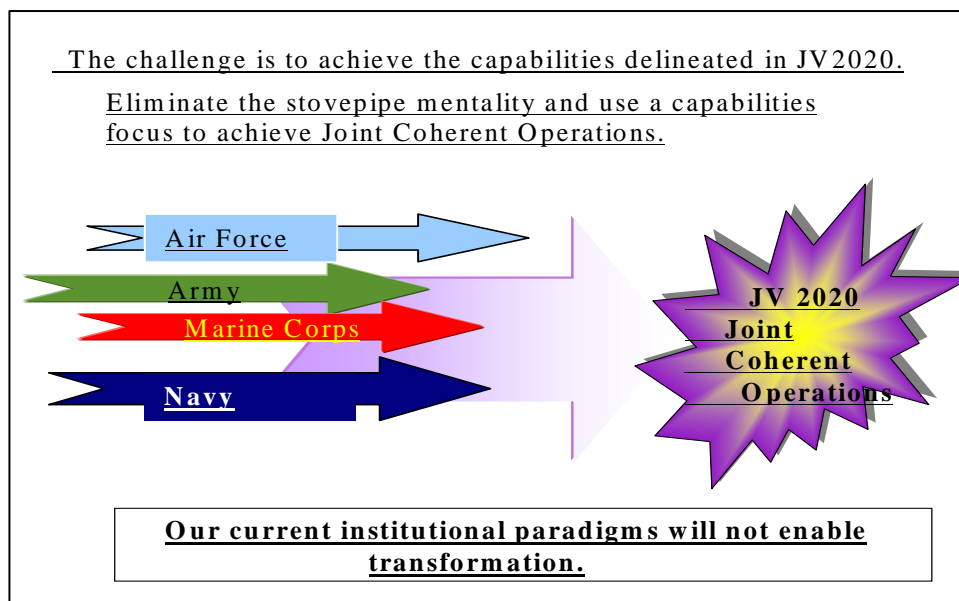 The challenge is to achieve the capabilities delineated in JV2020.
Eliminate the stovepipe mentality and use a capabilities
focus to achieve Joint Coherent Operations.
Air Force
Army
Marine Corps
Navy
JV 2020
Joint
Coherent
Operations
Our current institutional paradigms will not enable
transformation.